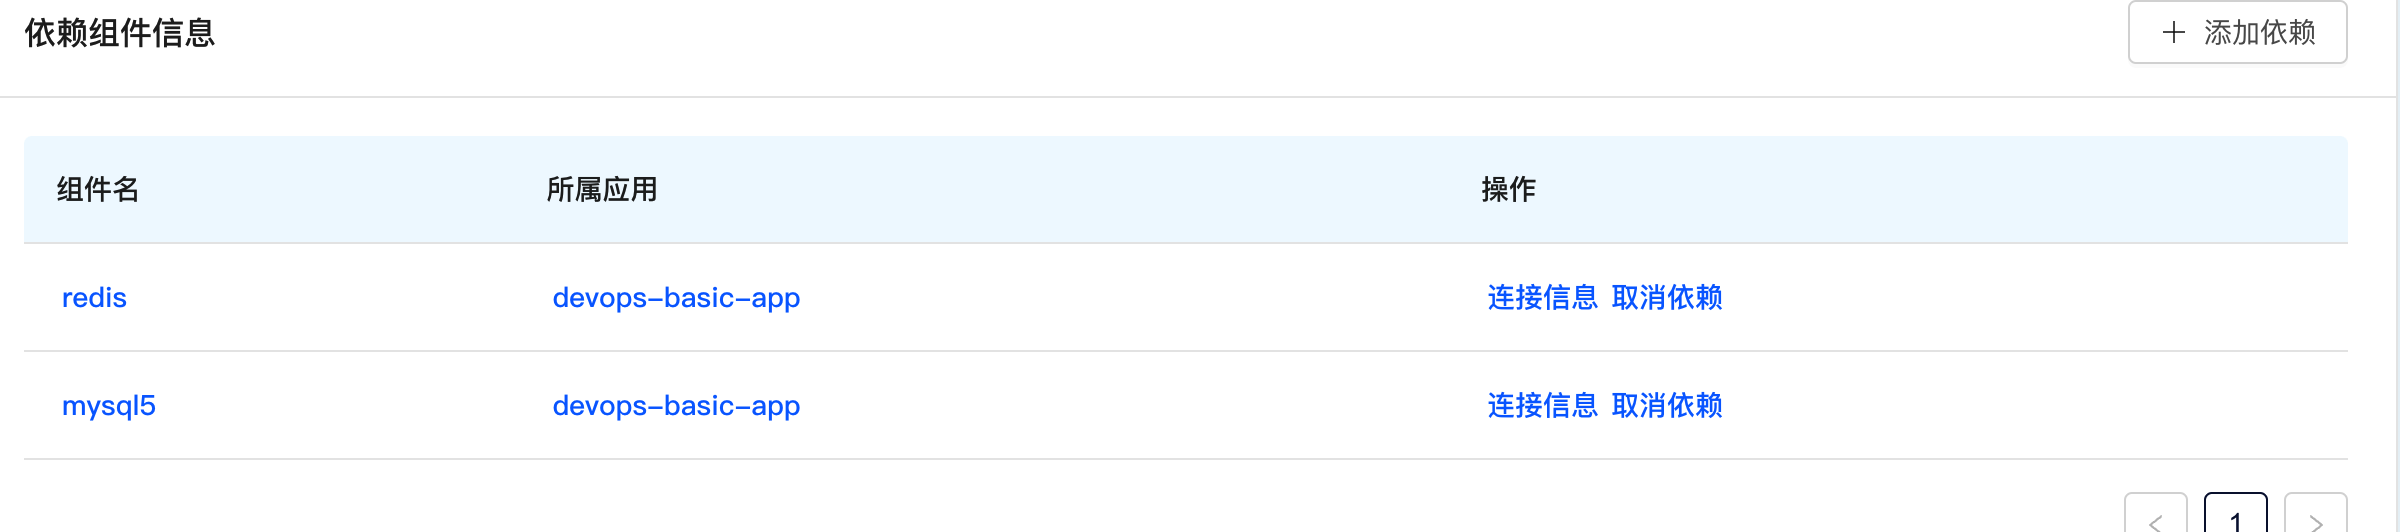 依赖组件信息
+ 添加依赖
组件名 所属应用 操作
redis devops-basic-app 连接信息 取消依赖
mysql5 devops-basic-app 连接信息 取消依赖
< 1 >